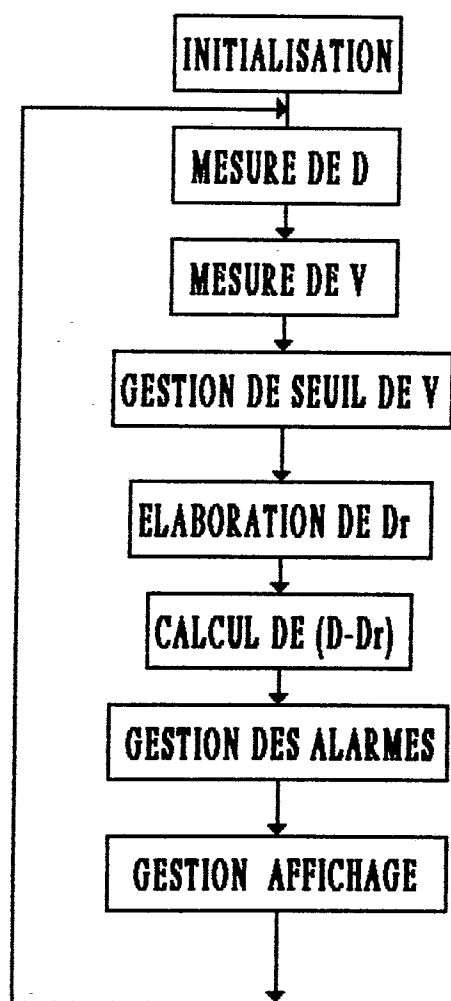 INITIALISATION
MESURE DE D
MESURE DE V
GESTION DE SEUIL DE V
ELABORATION DE Dr
CALCUL DE (D-Dr)
GESTION DES ALARMES
GESTION AFFICHAGE